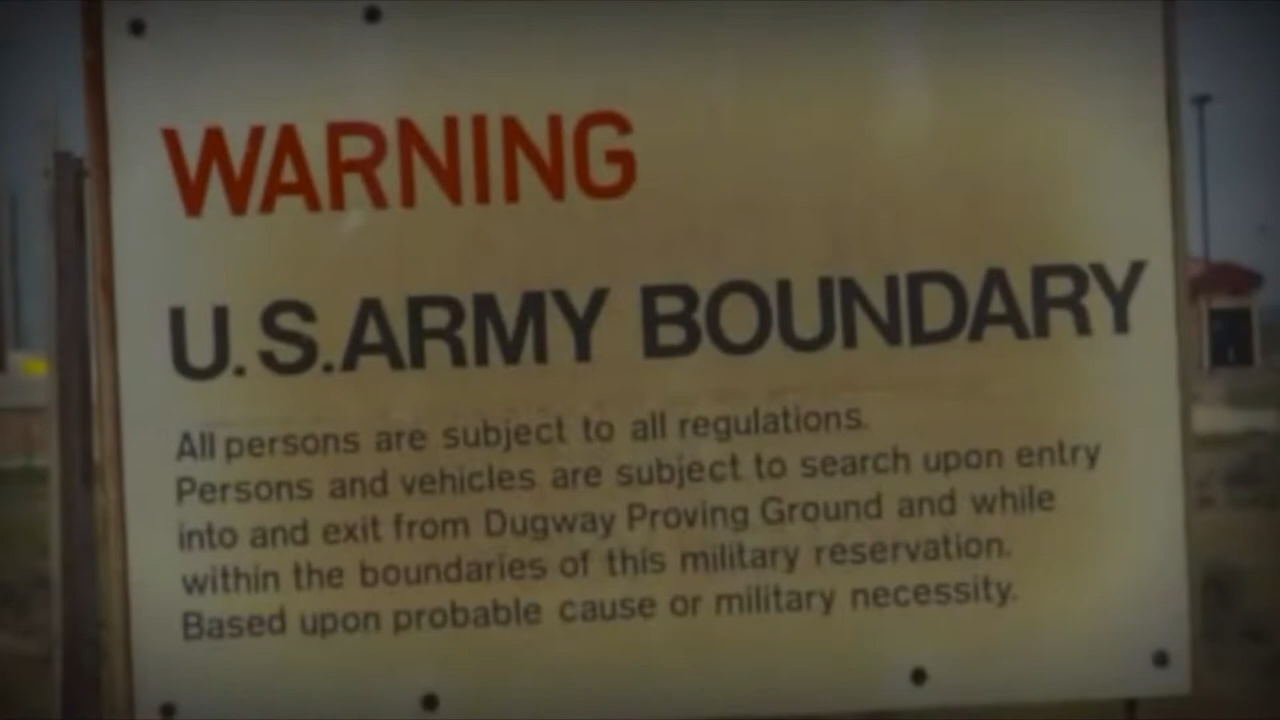 WARNING
U.S.ARMY BOUNDARY
All persons are subject to all regulations.
Persons and vehicles are subject to search upon entry
into and exit from Dugway Proving Ground and while
within the boundaries of this military reservation.
Based upon probable cause or military necessity.